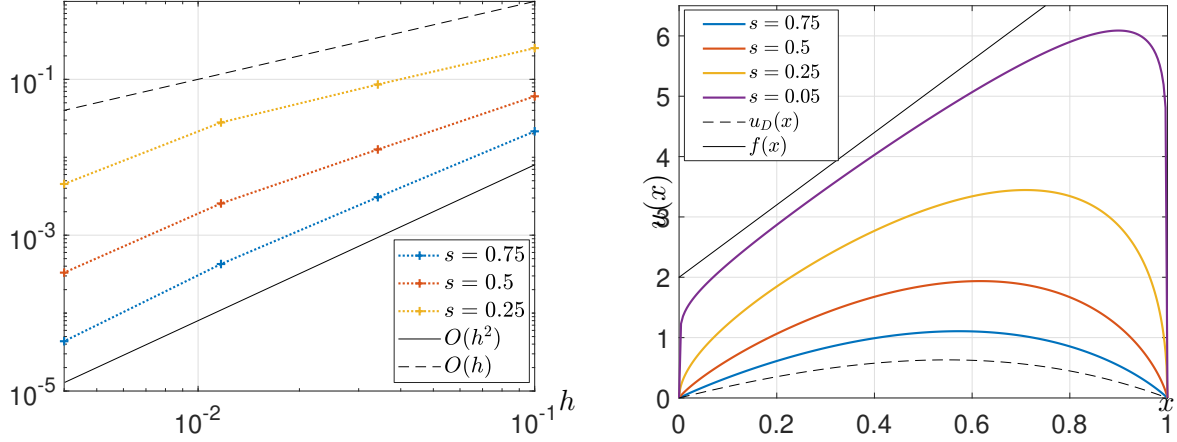 10⁻¹
10⁻³
10⁻⁵
10⁻²
10⁻¹
h
s = 0.75
s = 0.5
s = 0.25
O(h²)
O(h)
6
5
4
3
2
1
0
u(x)
s = 0.75
s = 0.5
s = 0.25
s = 0.05
u_D(x)
f(x)
0
0.2
0.4
0.6
0.8
1
x